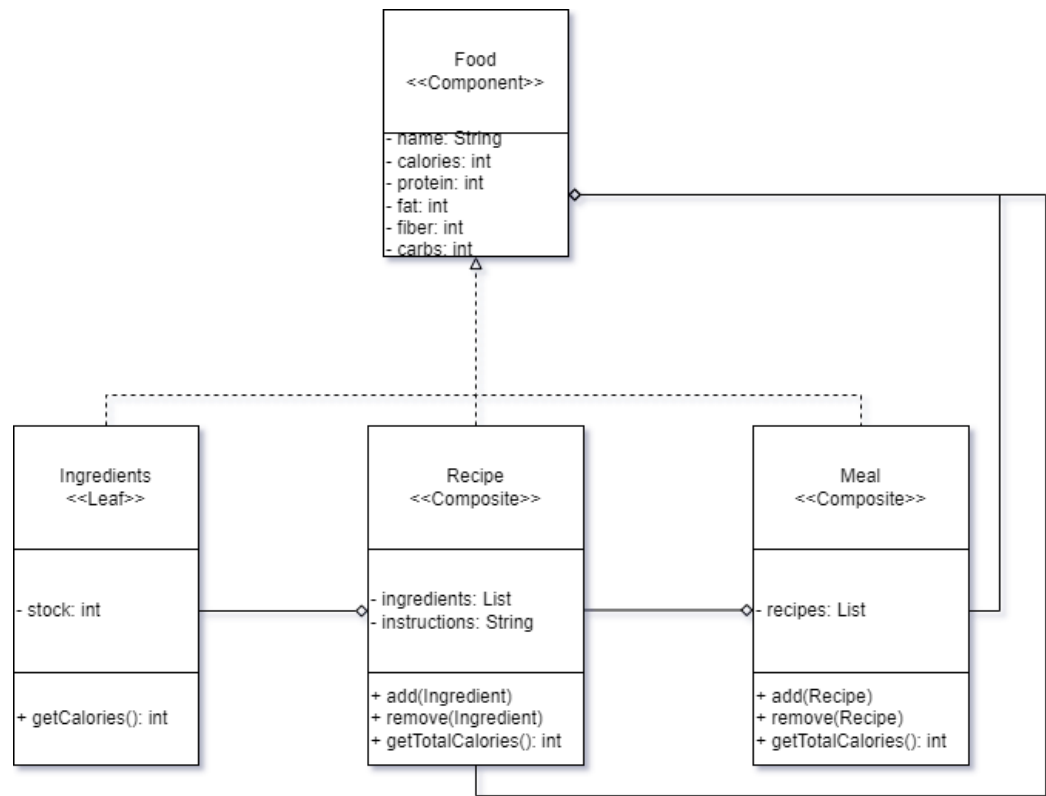 Food
<<Component>>
- name: String
- calories: int
- protein: int
- fat: int
- fiber: int
- carbs: int
Ingredients
<<Leaf>>
- stock: int
+ getCalories(): int
Recipe
<<Composite>>
- ingredients: List
- instructions: String
+ add(Ingredient)
+ remove(Ingredient)
+ getTotalCalories(): int
Meal
<<Composite>>
- recipes: List
+ add(Recipe)
+ remove(Recipe)
+ getTotalCalories(): int